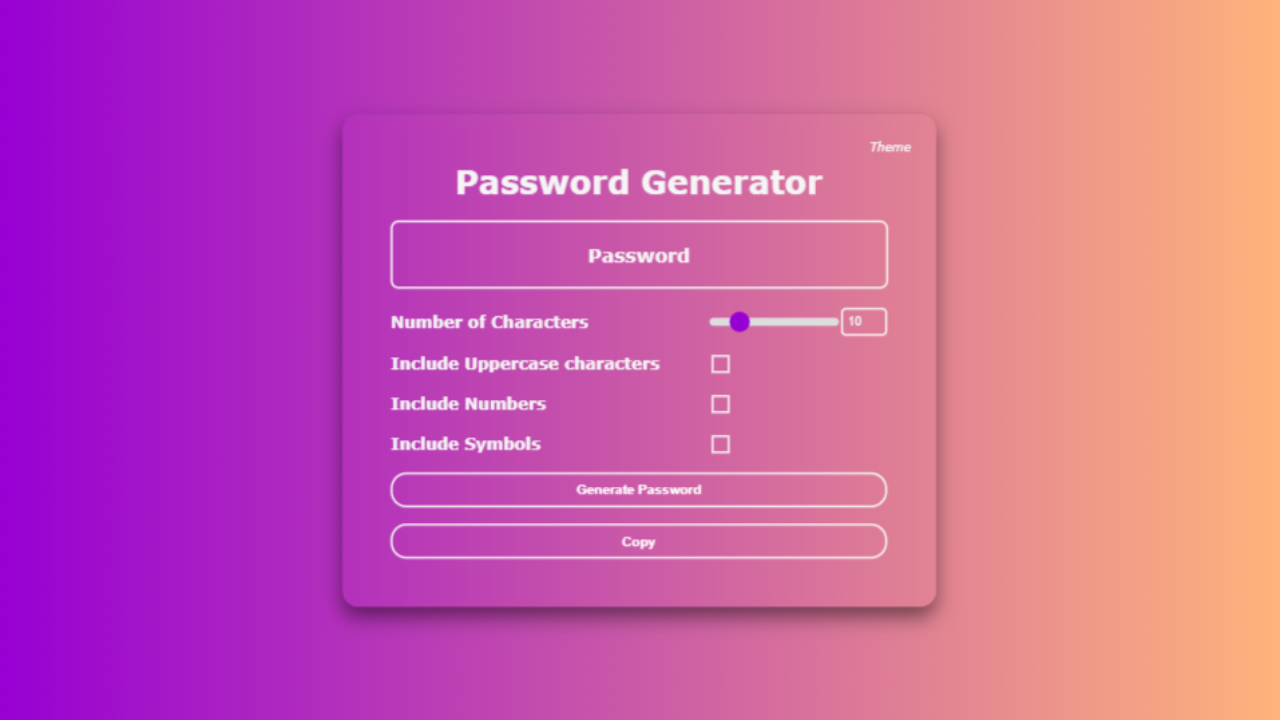 Theme
Password Generator
Password
Number of Characters 10
Include Uppercase characters
Include Numbers
Include Symbols
Generate Password
Copy